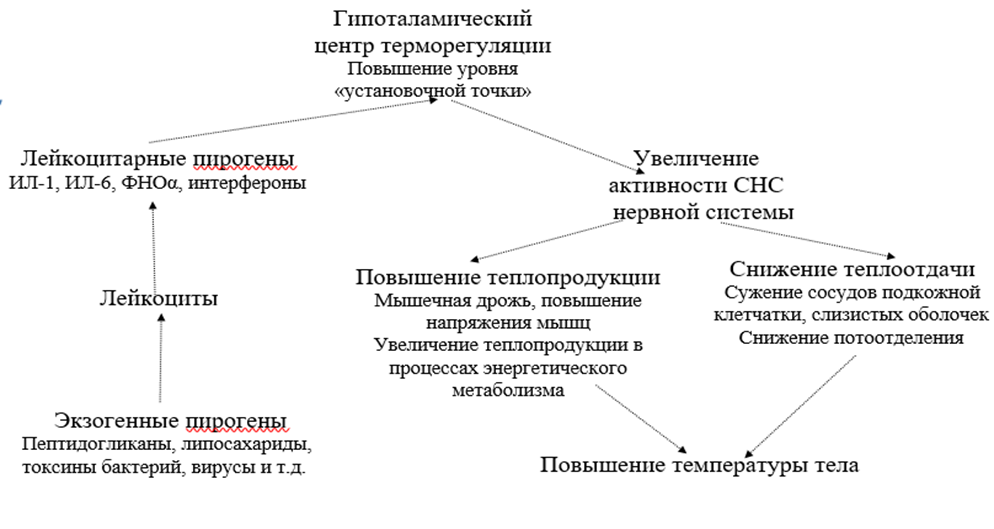 Гипоталамический
центр терморегуляции
Повышение уровня
«установочной точки»
Лейкоцитарные пирогены
ИЛ-1, ИЛ-6, ФНОα, интерфероны
Увеличение
активности СНС
нервной системы
Лейкоциты
Повышение теплопродукции
Мышечная дрожь, повышение
напряжения мышц
Увеличение теплопродукции в
процессах энергетического
метаболизма
Снижение теплоотдачи
Сужение сосудов подкожной
клетчатки, слизистых оболочек
Снижение потоотделения
Экзогенные пирогены
Пептидогликаны, липосахариды,
токсины бактерий, вирусы и т.д.
Повышение температуры тела